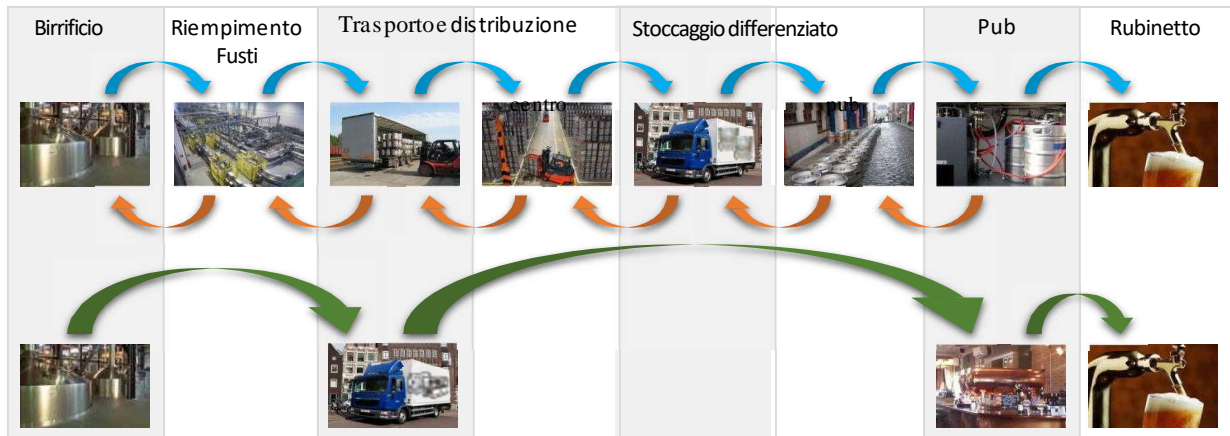 Birrificio
Riempimento
Fusti
Trasporto e distribuzione
Stoccaggio differenziato
Pub
Rubinetto
centro
pub